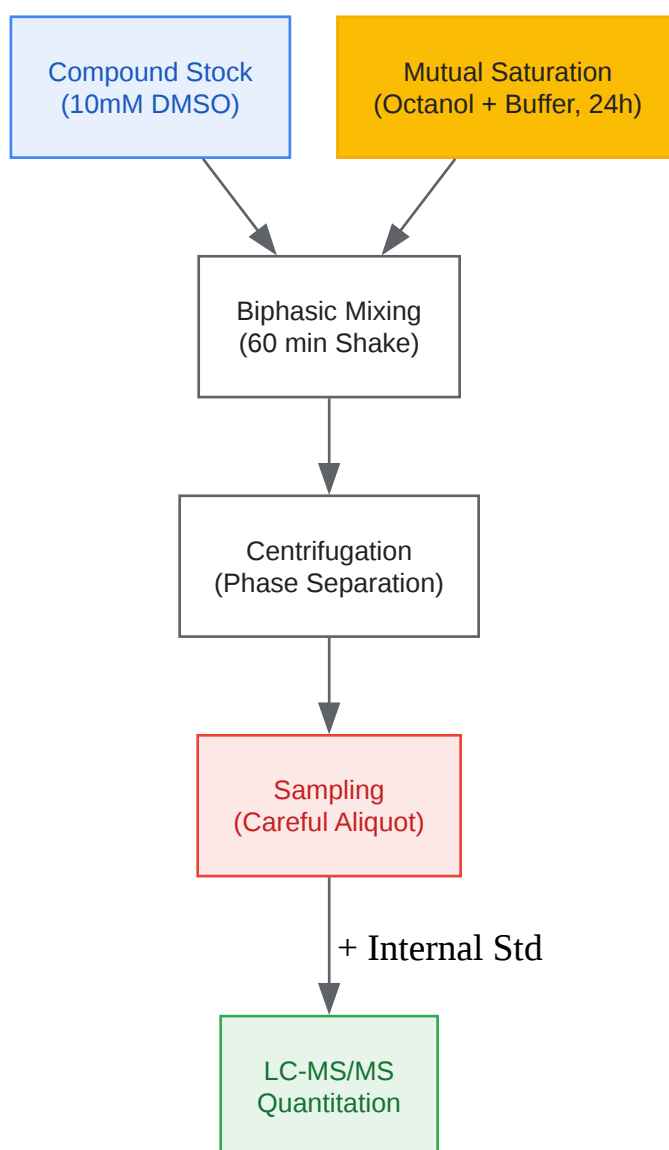 Compound Stock
(10mM DMSO)
Mutual Saturation
(Octanol + Buffer, 24h)
Biphasic Mixing
(60 min Shake)
Centrifugation
(Phase Separation)
Sampling
(Careful Aliquot)
+ Internal Std
LC-MS/MS
Quantitation